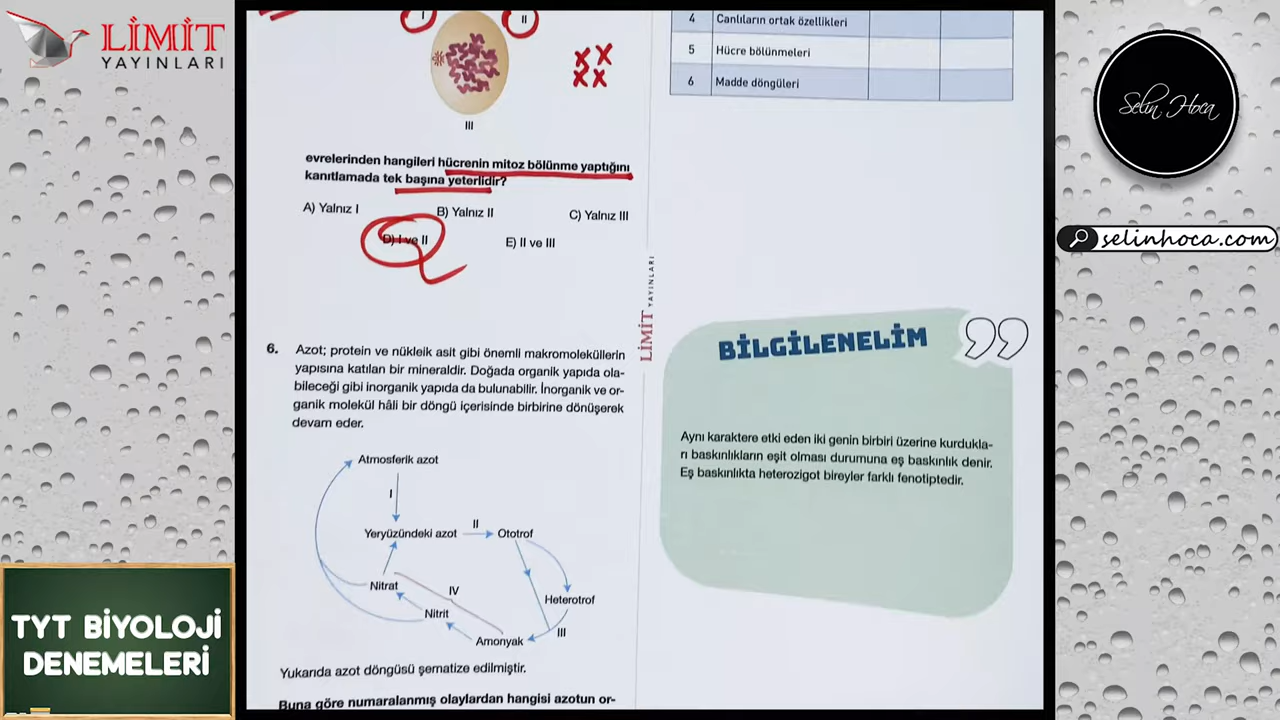 LİMİT
YAYINLARI
I
II
III
evrelerinden hangileri hücrenin mitoz bölünme yaptığını
kanıtlamada tek başına yeterlidir?
A) Yalnız I
B) Yalnız II
C) Yalnız III
D) I ve II
E) II ve III
6. Azot; protein ve nükleik asit gibi önemli makromoleküllerin
yapısına katılan bir mineraldir. Doğada organik yapıda ola-
bileceği gibi inorganik yapıda da bulunabilir. İnorganik ve or-
ganik molekül hâli bir döngü içerisinde birbirine dönüşerek
devam eder.
Atmosferik azot
I
Yeryüzündeki azot
II
Ototrof
Nitrat
IV
Heterotrof
Nitrit
III
Amonyak
Yukarıda azot döngüsü şematize edilmiştir.
Buna göre numaralanmış olaylardan hangisi azotun or-
LİMİT YAYINLARI
4 Canlıların ortak özellikleri
5 Hücre bölünmeleri
6 Madde döngüleri
BİLGİLENELİM
Aynı karaktere etki eden iki genin birbiri üzerine kurdukla-
rı baskınlıkların eşit olması durumuna eş baskınlık denir.
Eş baskınlıkta heterozigot bireyler farklı fenotiptedir.
Selin Hoca
selinhoca.com
TYT BİYOLOJİ
DENEMELERİ